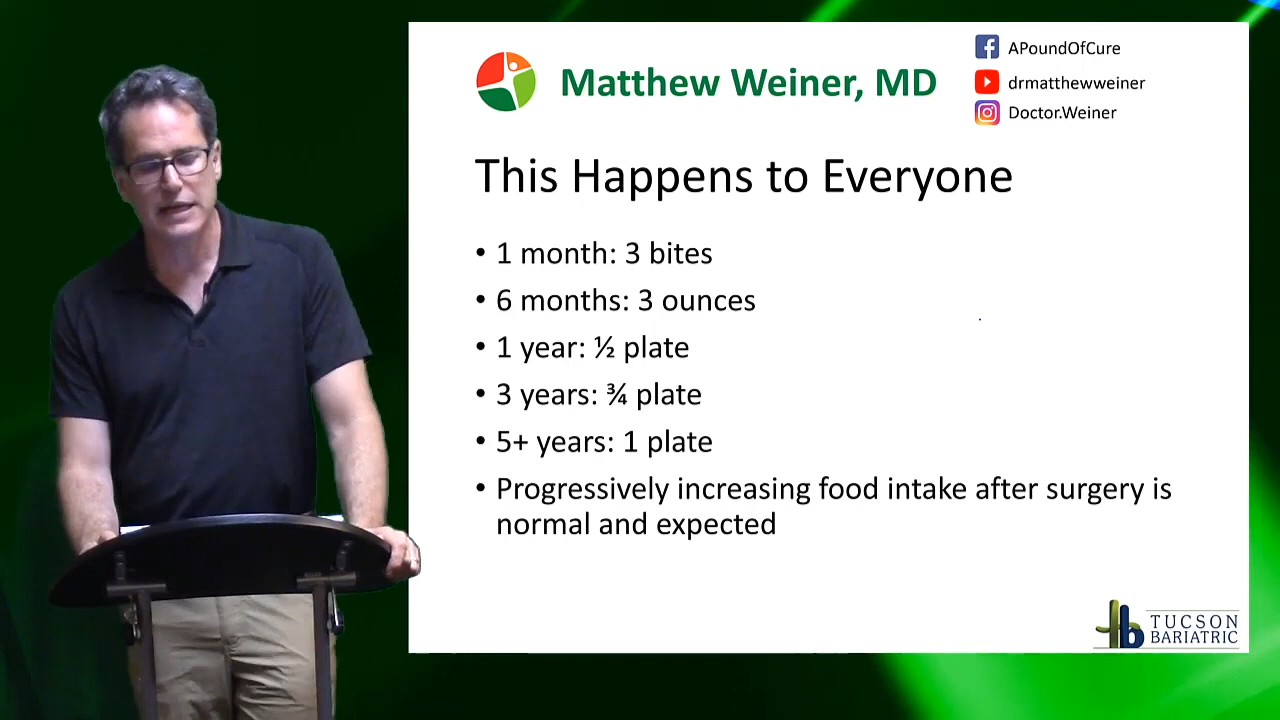 Matthew Weiner, MD
APoundOfCure
drmatthewweiner
Doctor.Weiner
This Happens to Everyone
• 1 month: 3 bites
• 6 months: 3 ounces
• 1 year: ½ plate
• 3 years: ¾ plate
• 5+ years: 1 plate
• Progressively increasing food intake after surgery is
normal and expected
TUCSON
BARIATRIC